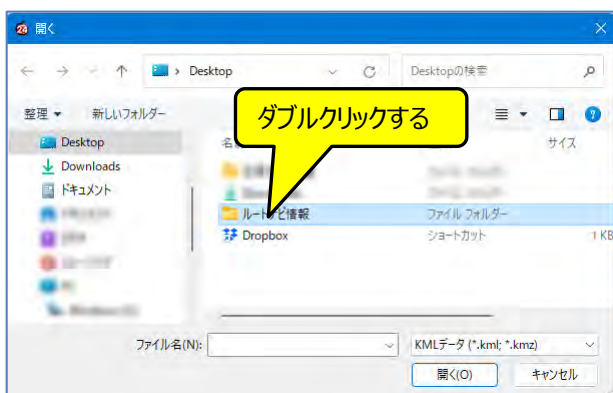 開く
Desktop
Desktopの検索
整理
新しいフォルダー
ダブルクリックする
サイズ
Desktop
Downloads
ドキュメント
ルートナビ情報
ファイル フォルダー
Dropbox
ショートカット
1 KB
ファイル名(N):
KMLデータ (*.kml; *.kmz)
開く(O)
キャンセル